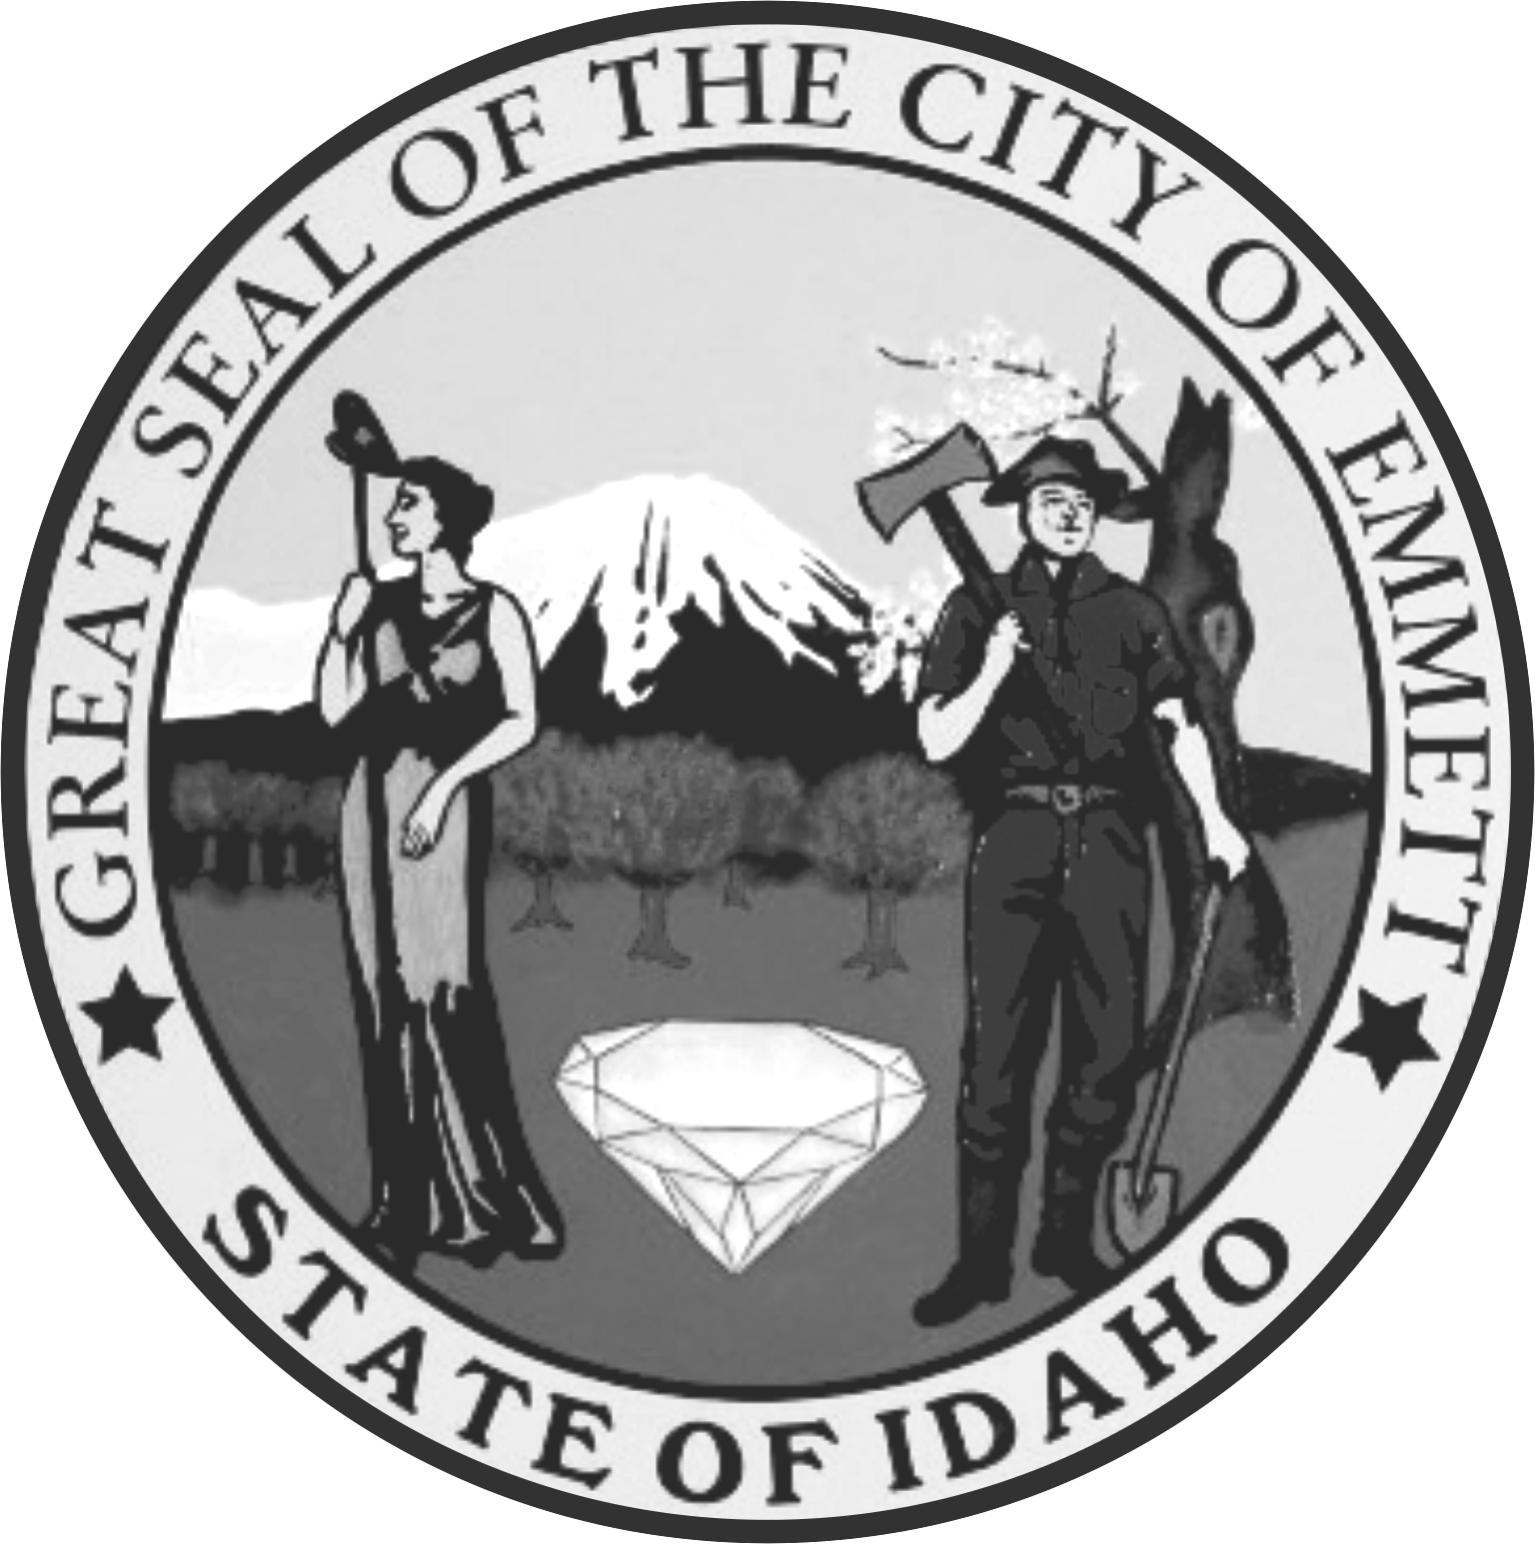 GREAT SEAL OF THE CITY OF EMMETT
STATE OF IDAHO